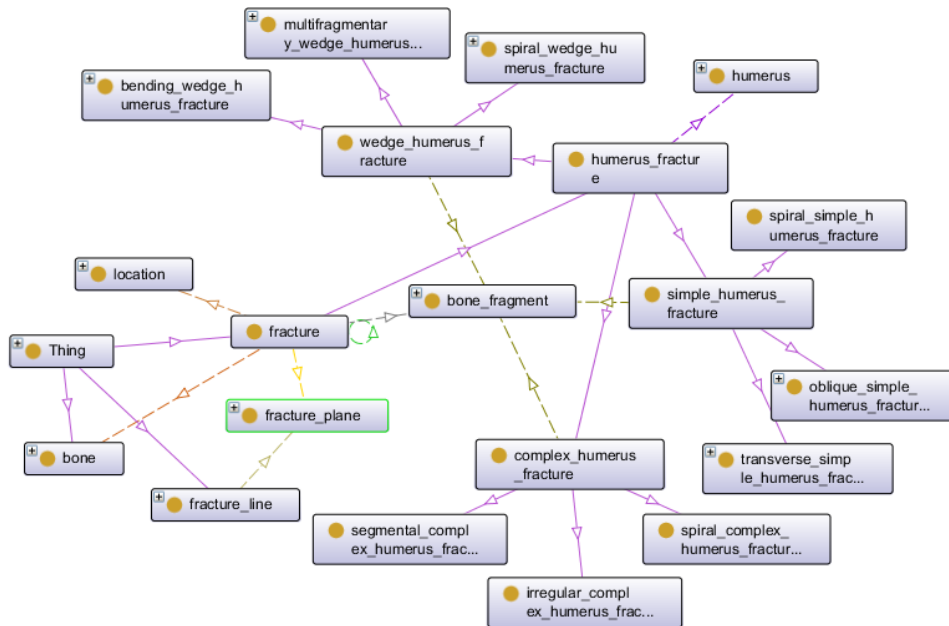 multifragmentar
y_wedge_humerus...
spiral_wedge_hu
merus_fracture
humerus
bending_wedge_h
umerus_fracture
wedge_humerus_f
racture
humerus_fractur
e
spiral_simple_h
umerus_fracture
location
bone_fragment
simple_humerus_
fracture
fracture
Thing
oblique_simple_
humerus_fractur...
fracture_plane
bone
complex_humerus
_fracture
transverse_simp
le_humerus_frac...
fracture_line
segmental_compl
ex_humerus_frac...
spiral_complex_
humerus_fractur...
irregular_compl
ex_humerus_frac...